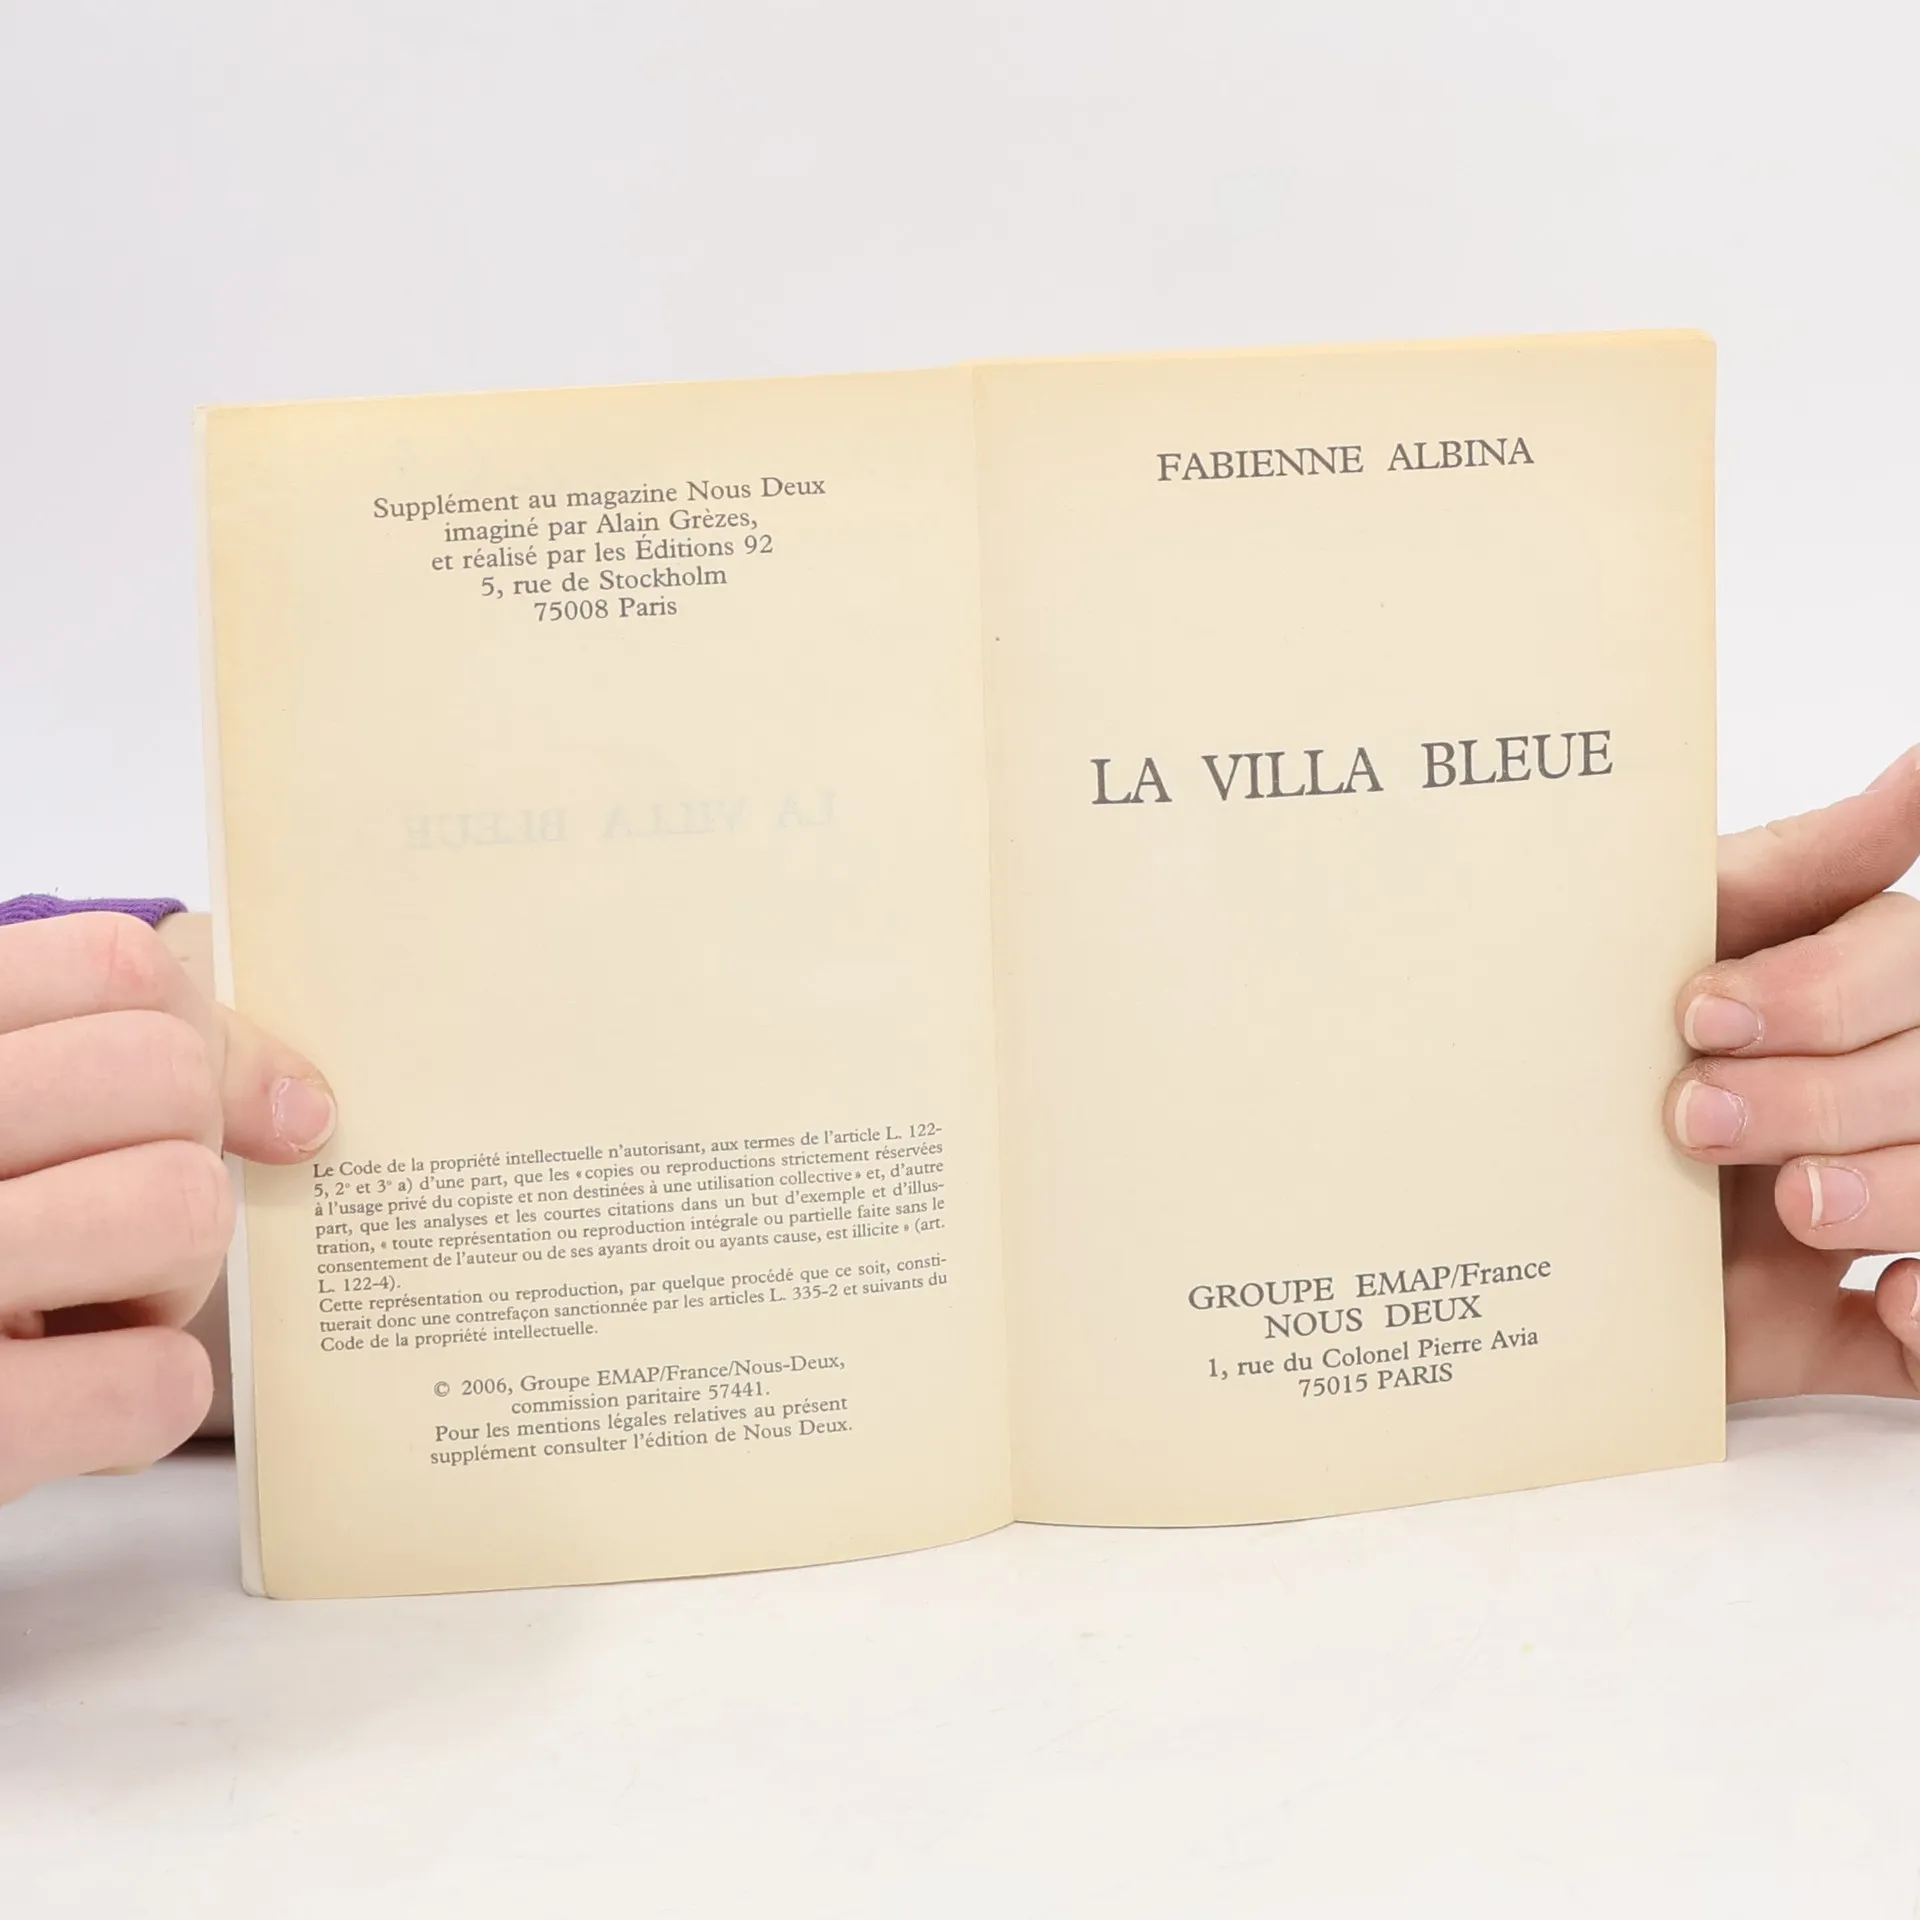 Supplément au magazine Nous Deux
imaginé par Alain Grèzes,
et réalisé par les Éditions 92
5, rue de Stockholm
75008 Paris
LA VILLA BLEUE
Le Code de la propriété intellectuelle n'autorisant, aux termes de l'article L. 122-
5, 2° et 3° a) d'une part, que les « copies ou reproductions strictement réservées
à l'usage privé du copiste et non destinées à une utilisation collective » et, d'autre
part, que les analyses et les courtes citations dans un but d'exemple et d'illus-
tration, « toute représentation ou reproduction intégrale ou partielle faite sans le
consentement de l'auteur ou de ses ayants droit ou ayants cause, est illicite » (art.
L. 122-4).
Cette représentation ou reproduction, par quelque procédé que ce soit, consti-
tuerait donc une contrefaçon sanctionnée par les articles L. 335-2 et suivants du
Code de la propriété intellectuelle.
© 2006, Groupe EMAP/France/Nous-Deux,
commission paritaire 57441.
Pour les mentions légales relatives au présent
supplément consulter l'édition de Nous Deux.
FABIENNE ALBINA
LA VILLA BLEUE
GROUPE EMAP/France
NOUS DEUX
1, rue du Colonel Pierre Avia
75015 PARIS